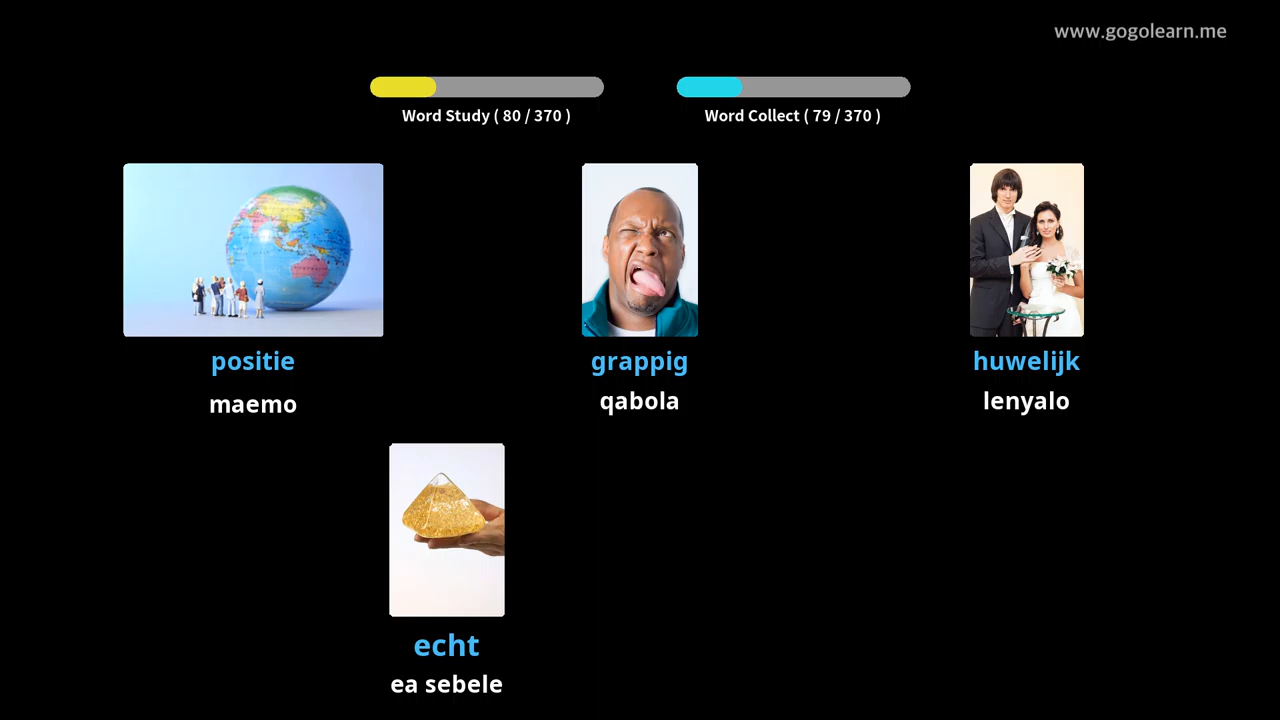 www.gogolearn.me
Word Study ( 80 / 370 )
Word Collect ( 79 / 370 )
positie
maemo
grappig
qabola
huwelijk
lenyalo
echt
ea sebele